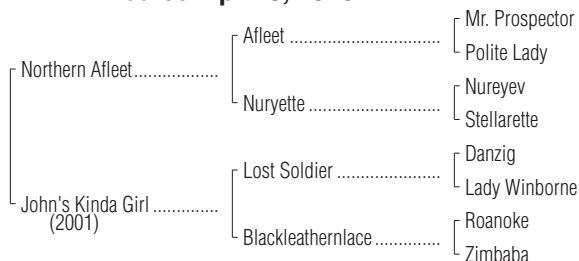 Mr. Prospector
Afleet
Polite Lady
Northern Afleet
Nureyev
Nuryette
Stellarette
Danzig
Lost Soldier
Lady Winborne
John's Kinda Girl
(2001)
Roanoke
Blackleathernlace
Zimbaba